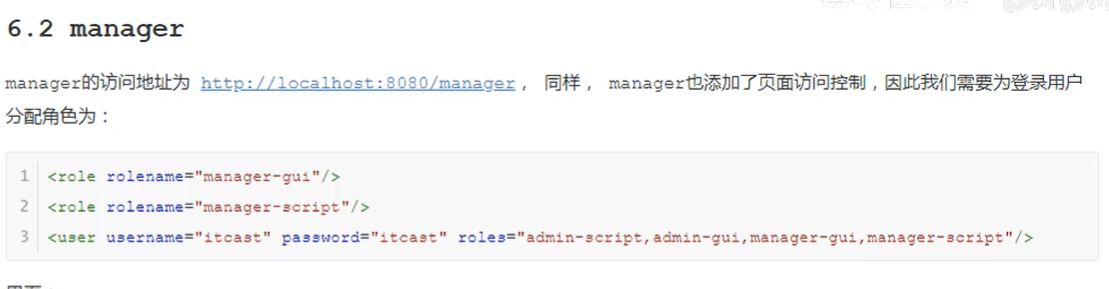 6.2 manager
manager的访问地址为 http://localhost:8080/manager， 同样， manager也添加了页面访问控制，因此我们需要为登录用户
分配角色为：
1 <role rolename="manager-gui"/>
2 <role rolename="manager-script"/>
3 <user username="itcast" password="itcast" roles="admin-script,admin-gui,manager-gui,manager-script"/>